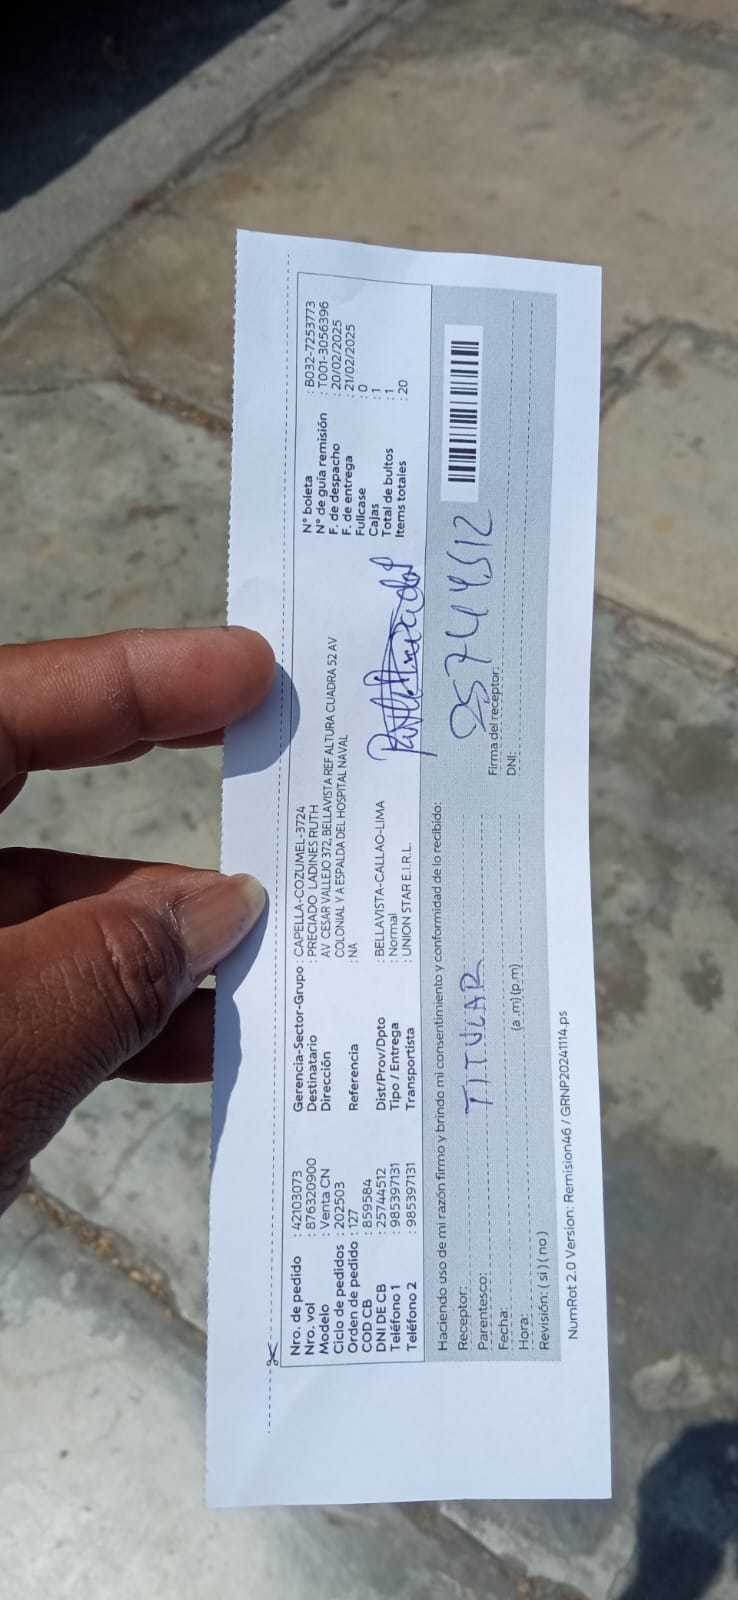 Nro. de pedido : 42103073
Nro. vol : 876320900
Modelo : Venta CN
Ciclo de pedidos : 202503
Orden de pedido : 127
COD CB : 859584
DNI DE CB : 25744512
Teléfono 1 : 985397131
Teléfono 2 : 985397131
Gerencia-Sector-Grupo : CAPELLA-COZUMEL-3724
Destinatario : PRECIADO LADINES RUTH
Dirección AV CESAR VALLEJO 372, BELLAVISTA REF ALTURA CUADRA 52 AV
COLONIAL Y A ESPALDA DEL HOSPITAL NAVAL
Referencia : NA
Dist/Prov/Dpto : BELLAVISTA-CALLAO-LIMA
Tipo / Entrega : Normal
Transportista : UNION STAR E.I.R.L.
N° boleta : B032-7253773
N° de guía remisión : T001-3056396
F. de despacho : 20/02/2025
F. de entrega : 21/02/2025
Fullcase : 0
Cajas : 1
Total de bultos : 1
Items totales : 20
Haciendo uso de mi razón firmo y brindo mi consentimiento y conformidad de lo recibido:
Receptor: TITULAR
Parentesco:
Fecha:
Hora: (a .m) (p.m)
Revisión: ( si ) ( no )
25744512
Firma del receptor:
DNI:
NumRot 2.0 Version: Remision46 / GRNP20241114.ps